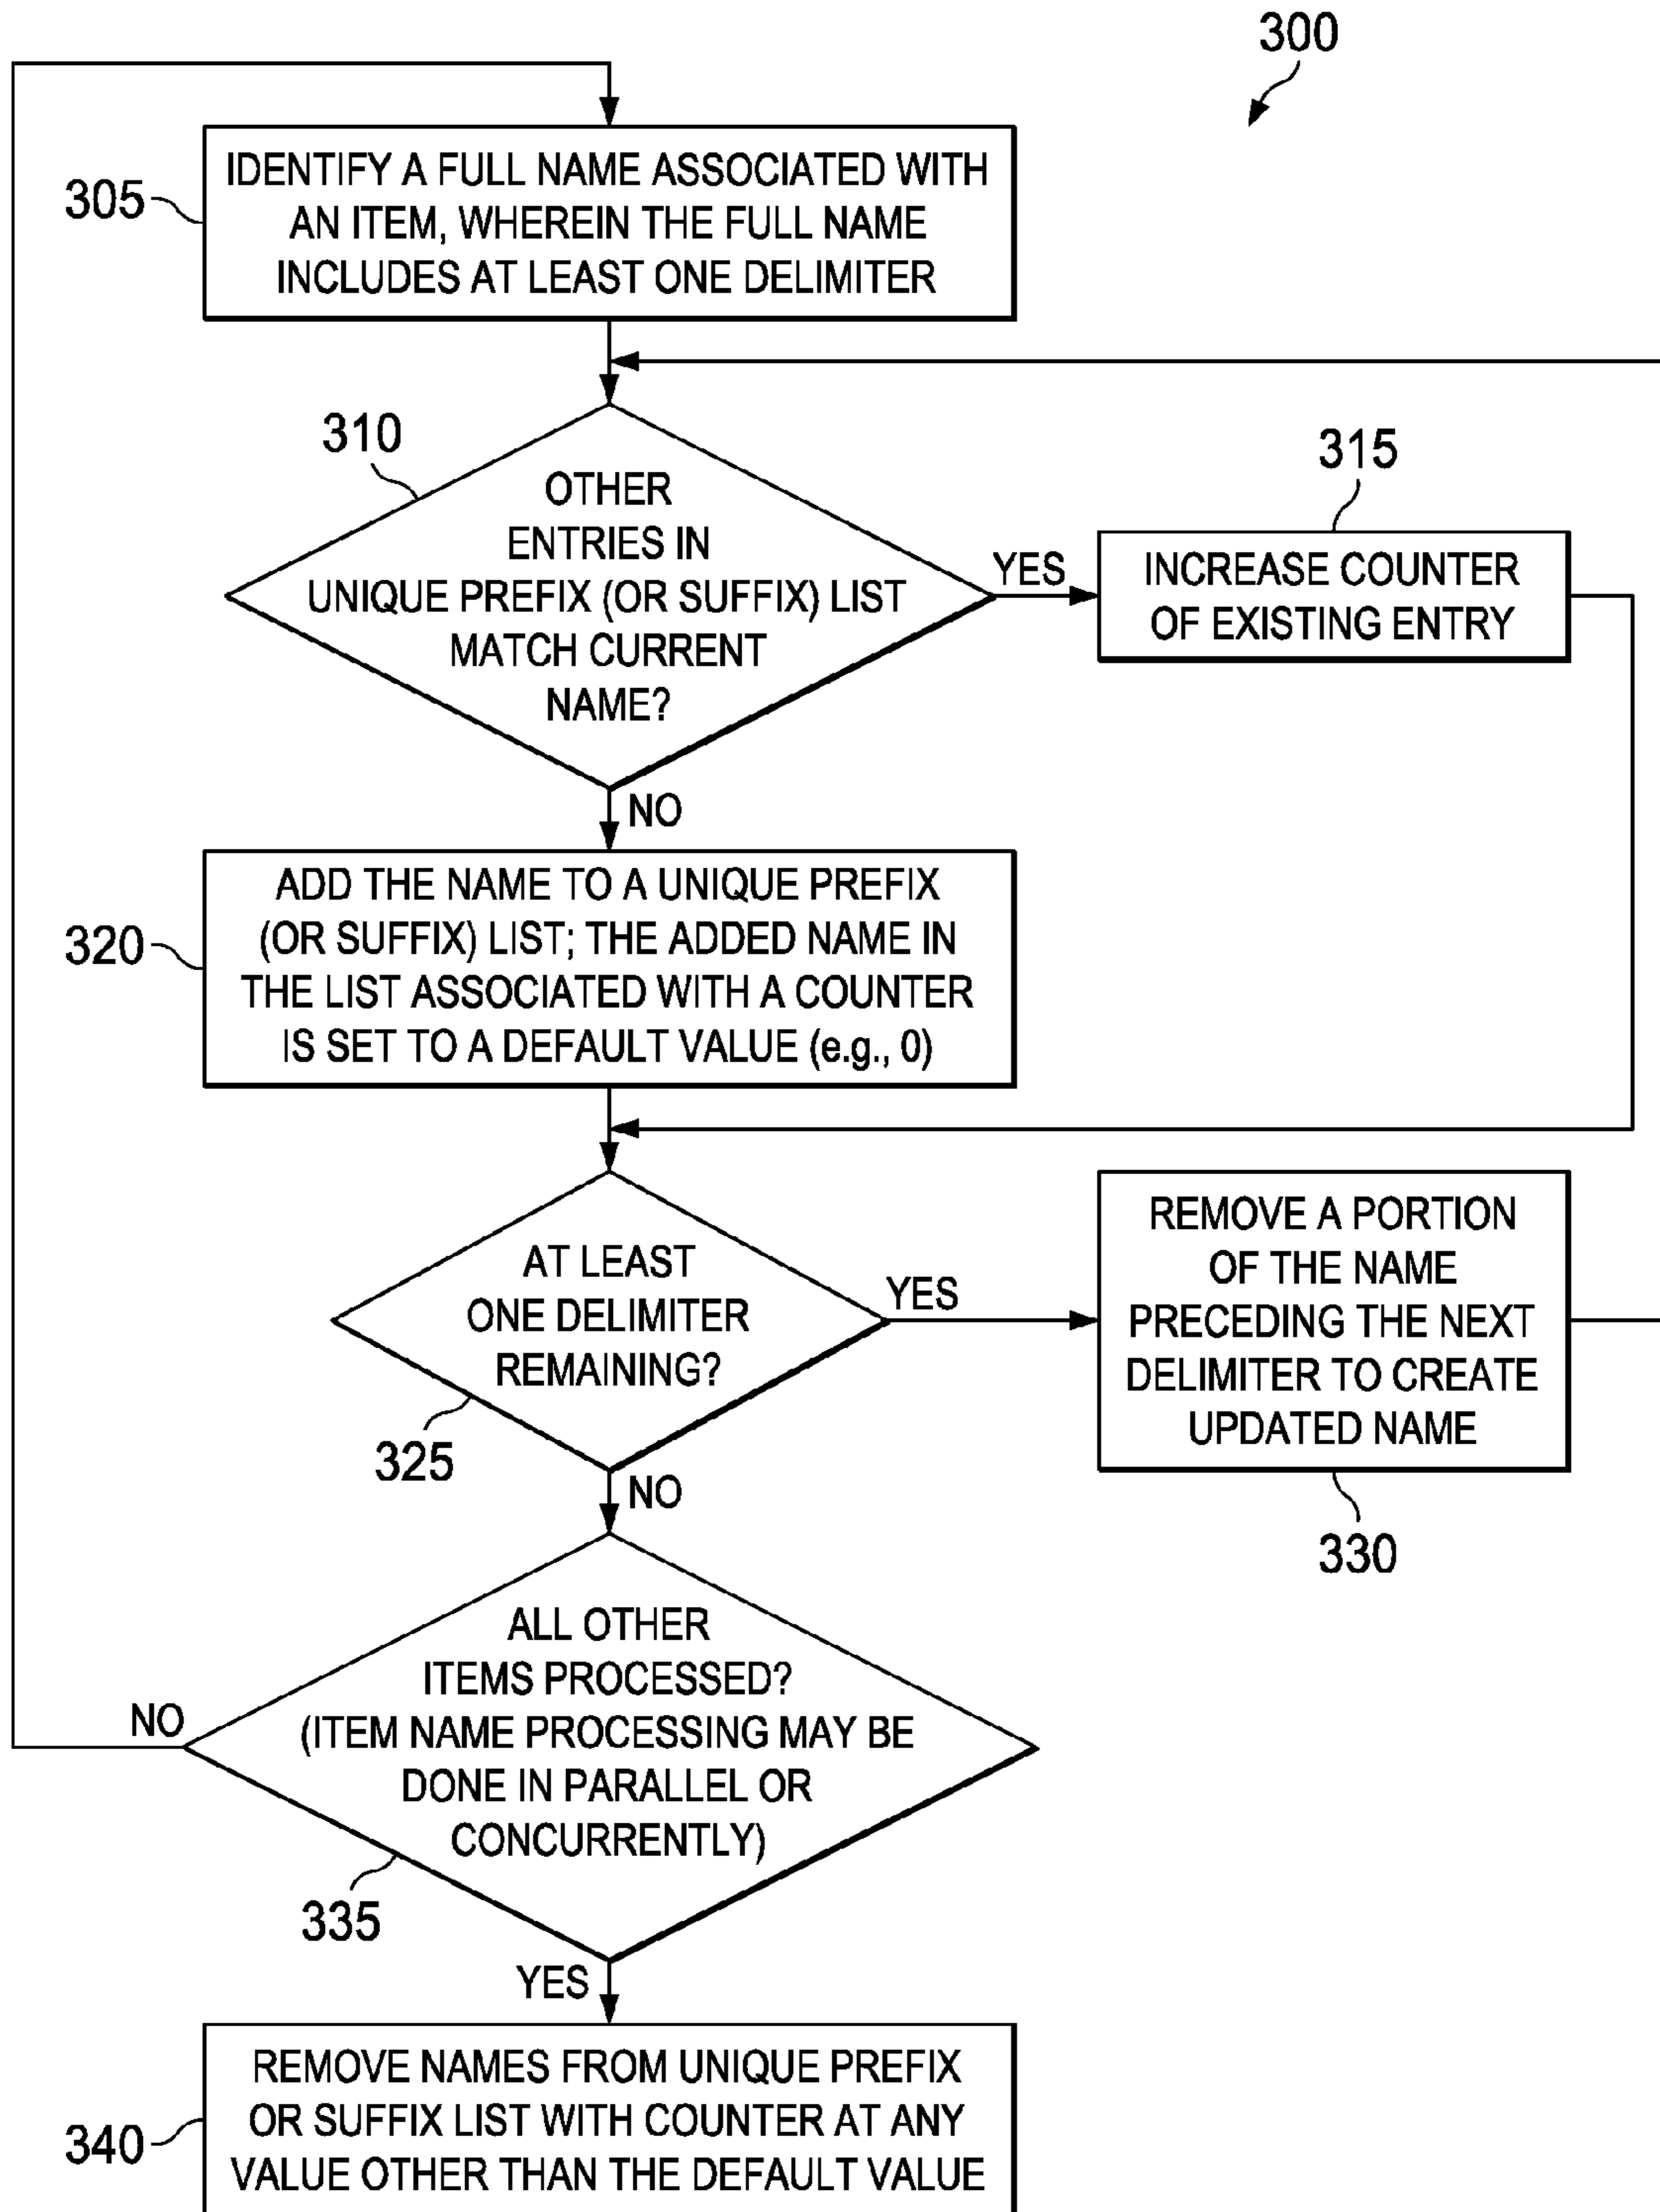 300
305
IDENTIFY A FULL NAME ASSOCIATED WITH
AN ITEM, WHEREIN THE FULL NAME
INCLUDES AT LEAST ONE DELIMITER
310
OTHER
ENTRIES IN
UNIQUE PREFIX (OR SUFFIX) LIST
MATCH CURRENT
NAME?
YES
315
INCREASE COUNTER
OF EXISTING ENTRY
NO
320
ADD THE NAME TO A UNIQUE PREFIX
(OR SUFFIX) LIST; THE ADDED NAME IN
THE LIST ASSOCIATED WITH A COUNTER
IS SET TO A DEFAULT VALUE (e.g., 0)
AT LEAST
ONE DELIMITER
REMAINING?
325
YES
REMOVE A PORTION
OF THE NAME
PRECEDING THE NEXT
DELIMITER TO CREATE
UPDATED NAME
330
NO
ALL OTHER
ITEMS PROCESSED?
(ITEM NAME PROCESSING MAY BE
DONE IN PARALLEL OR
CONCURRENTLY)
NO
335
YES
340
REMOVE NAMES FROM UNIQUE PREFIX
OR SUFFIX LIST WITH COUNTER AT ANY
VALUE OTHER THAN THE DEFAULT VALUE